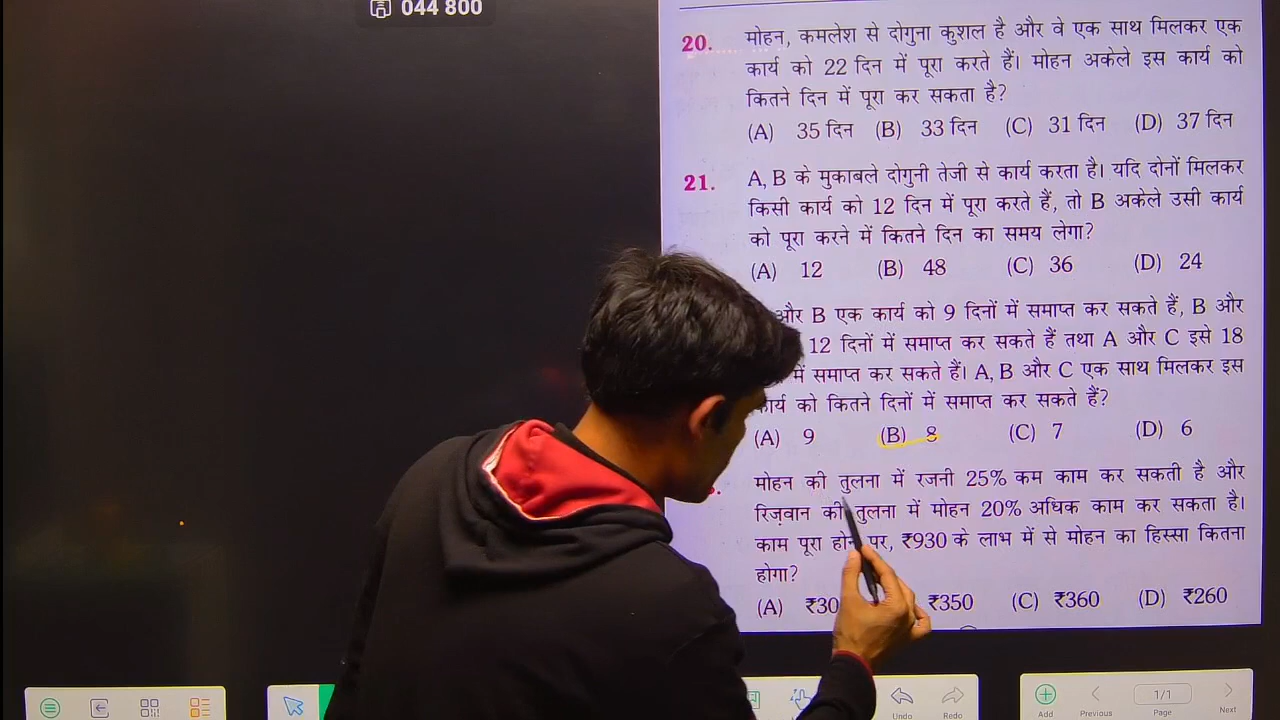 044 800
20. मोहन, कमलेश से दोगुना कुशल है और वे एक साथ मिलकर एक
कार्य को 22 दिन में पूरा करते हैं। मोहन अकेले इस कार्य को
कितने दिन में पूरा कर सकता है?
(A) 35 दिन (B) 33 दिन (C) 31 दिन (D) 37 दिन
21. A, B के मुकाबले दोगुनी तेजी से कार्य करता है। यदि दोनों मिलकर
किसी कार्य को 12 दिन में पूरा करते हैं, तो B अकेले उसी कार्य
को पूरा करने में कितने दिन का समय लेगा?
(A) 12 (B) 48 (C) 36 (D) 24
और B एक कार्य को 9 दिनों में समाप्त कर सकते हैं, B और
12 दिनों में समाप्त कर सकते हैं तथा A और C इसे 18
में समाप्त कर सकते हैं। A, B और C एक साथ मिलकर इस
कार्य को कितने दिनों में समाप्त कर सकते हैं?
(A) 9 (B) 8 (C) 7 (D) 6
मोहन की तुलना में रजनी 25% कम काम कर सकती है और
रिज़वान की तुलना में मोहन 20% अधिक काम कर सकता है।
काम पूरा होने पर, ₹930 के लाभ में से मोहन का हिस्सा कितना
होगा?
(A) ₹30 ₹350 (C) ₹360 (D) ₹260
Undo Redo Add Previous 1/1 Page Next